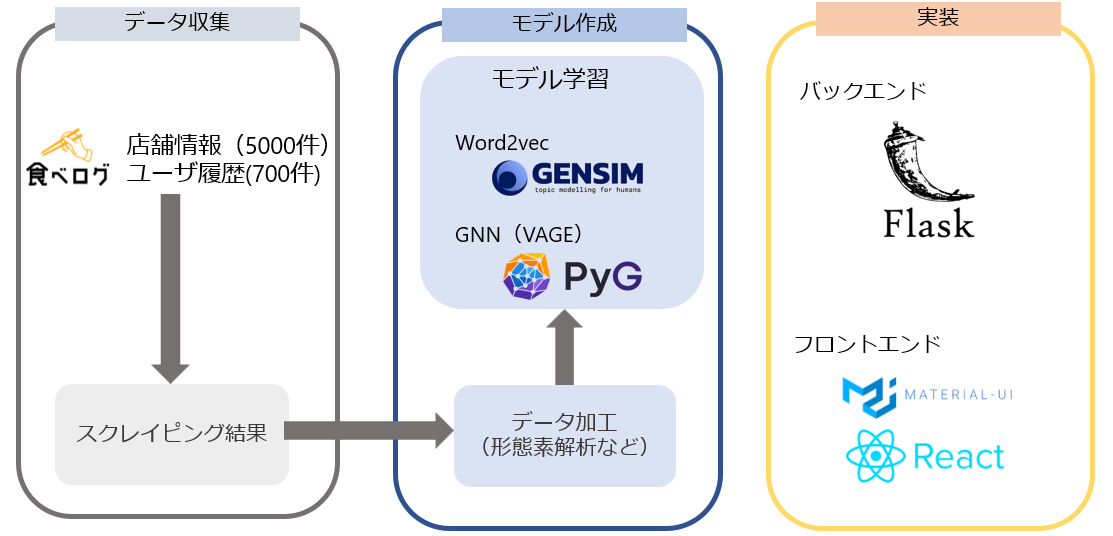 データ収集
食べログ
店舗情報（5000件）
ユーザ履歴(700件)
スクレイピング結果
モデル作成
モデル学習
Word2vec
GENSIM
topic modelling for humans
GNN（VAGE）
PyG
データ加工
（形態素解析など）
実装
バックエンド
Flask
フロントエンド
MATERIAL-UI
React